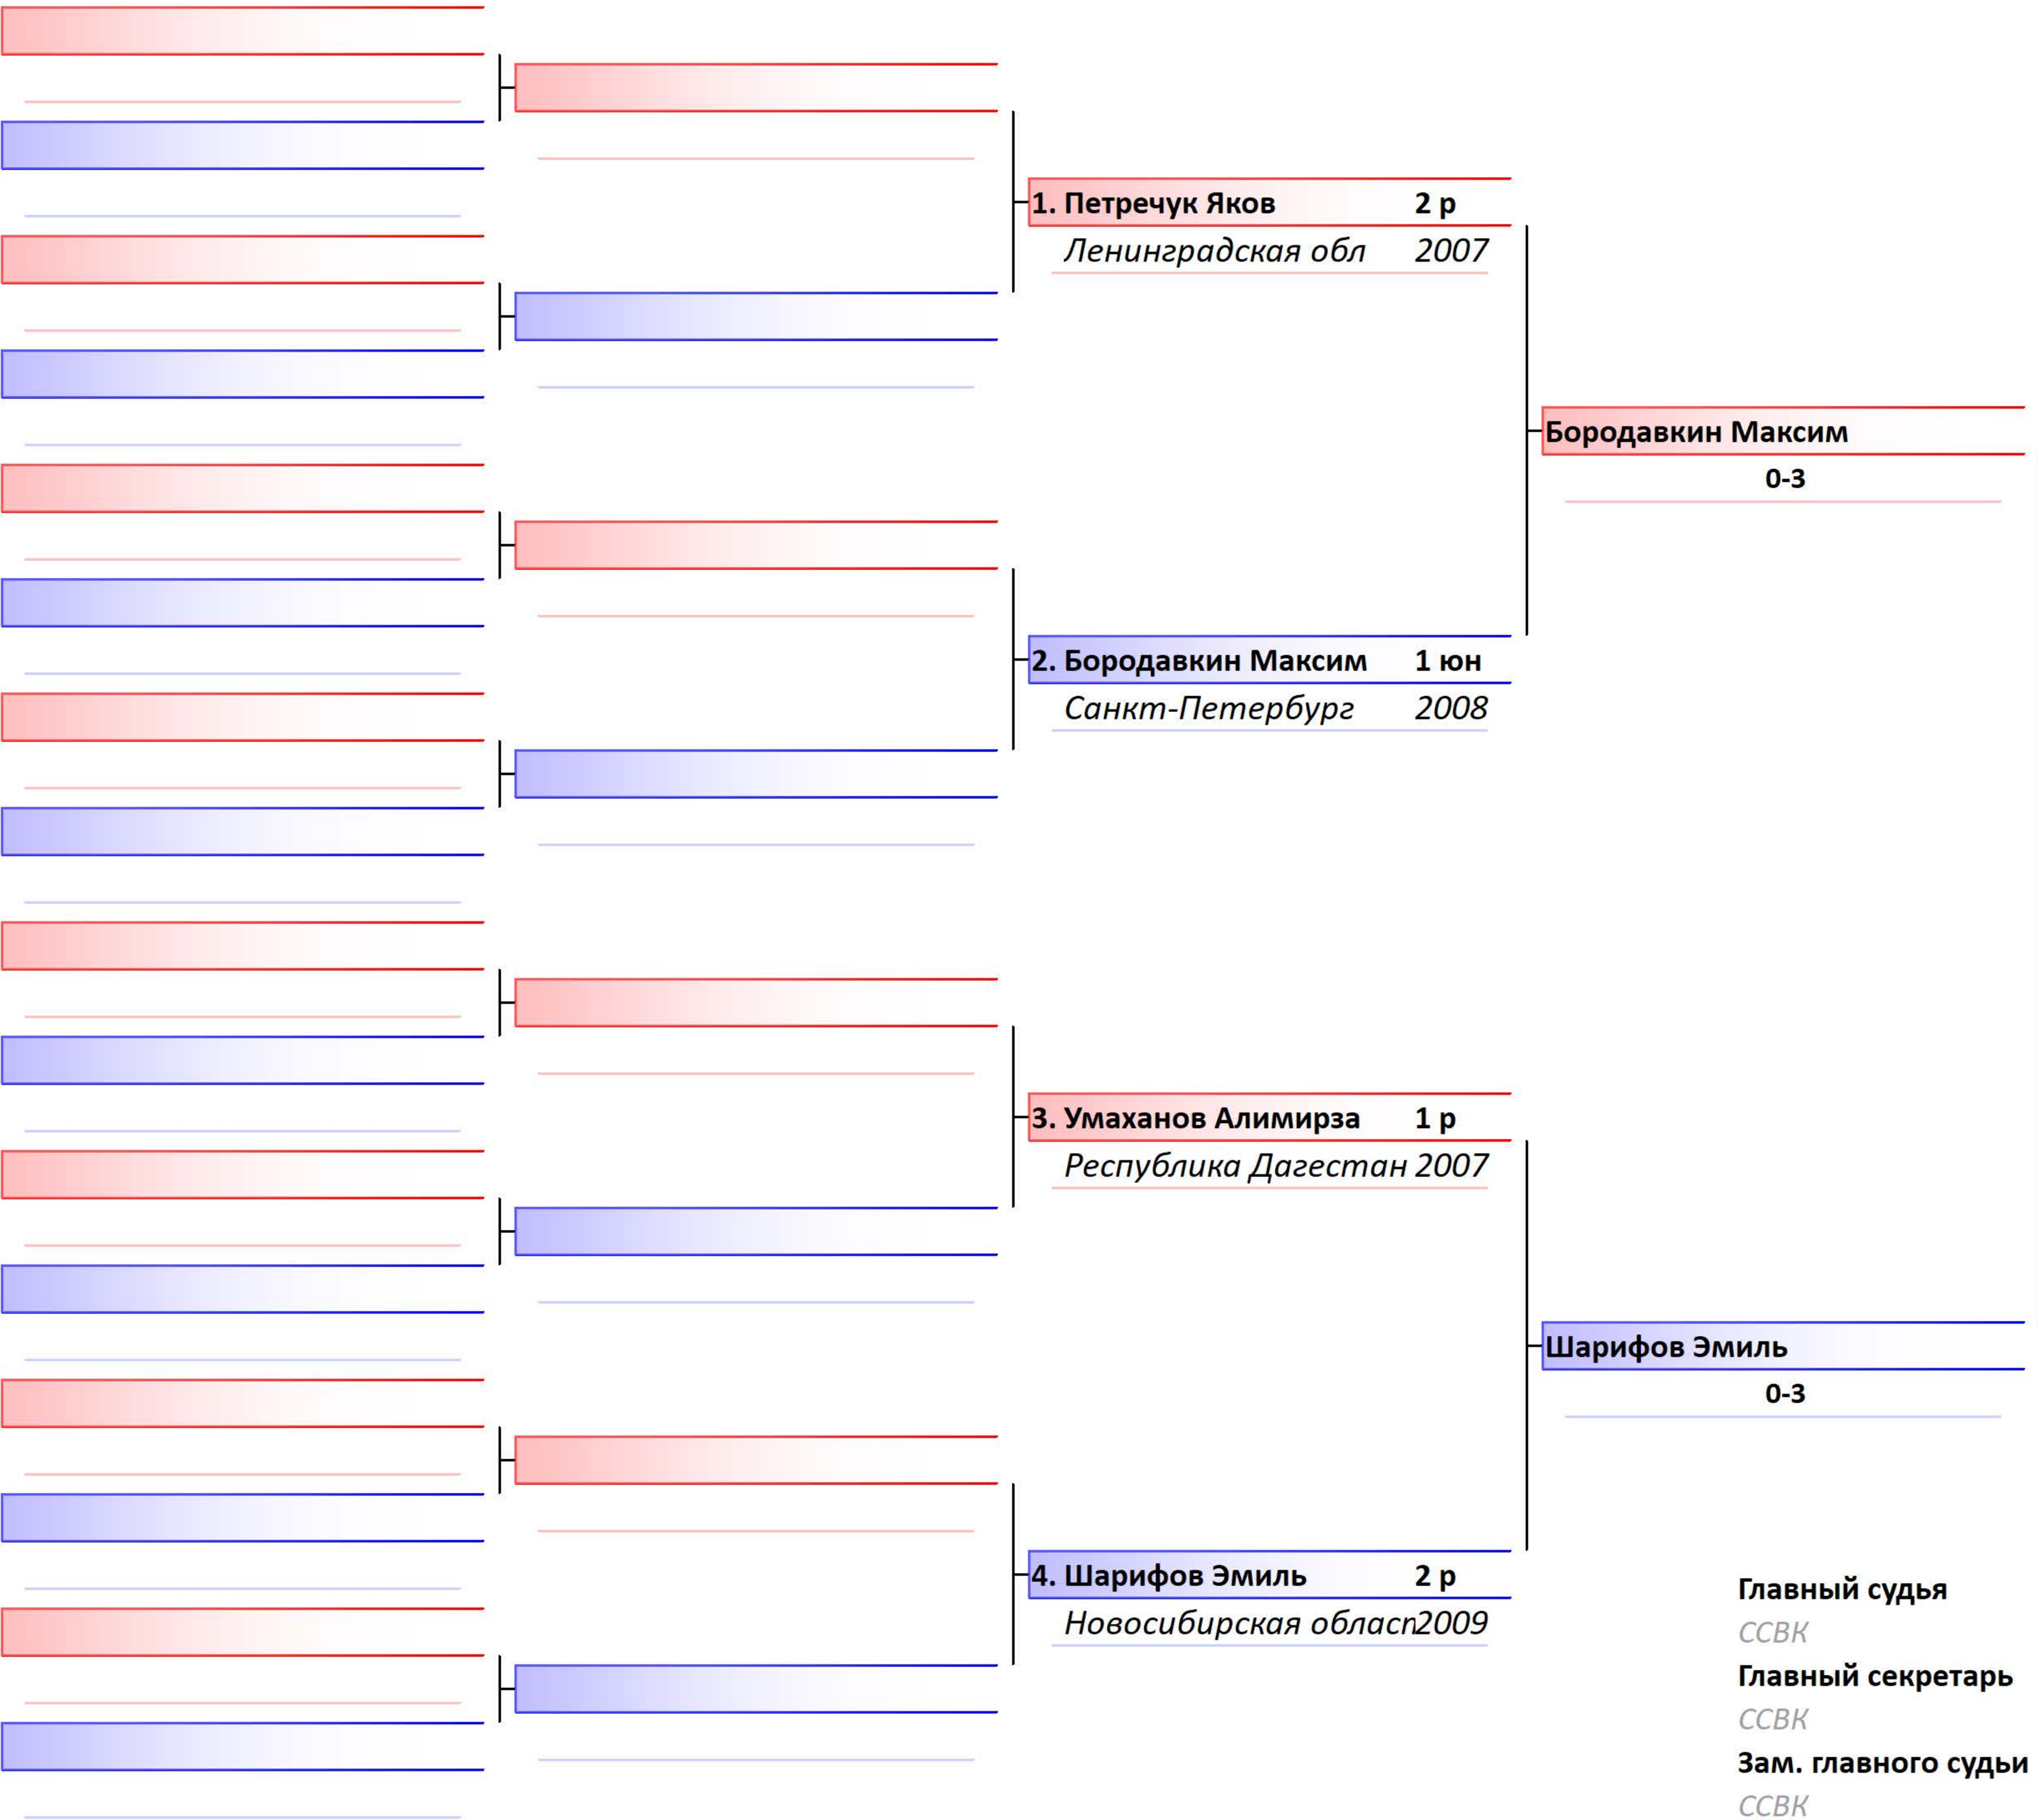 1. Петречук Яков 2 р
Ленинградская обл 2007
Бородавкин Максим
0-3
2. Бородавкин Максим 1 юн
Санкт-Петербург 2008
3. Умаханов Алимирза 1 р
Республика Дагестан 2007
Шарифов Эмиль
0-3
4. Шарифов Эмиль 2 р
Новосибирская област 2009
Главный судья
ССВК
Главный секретарь
ССВК
Зам. главного судьи
ССВК